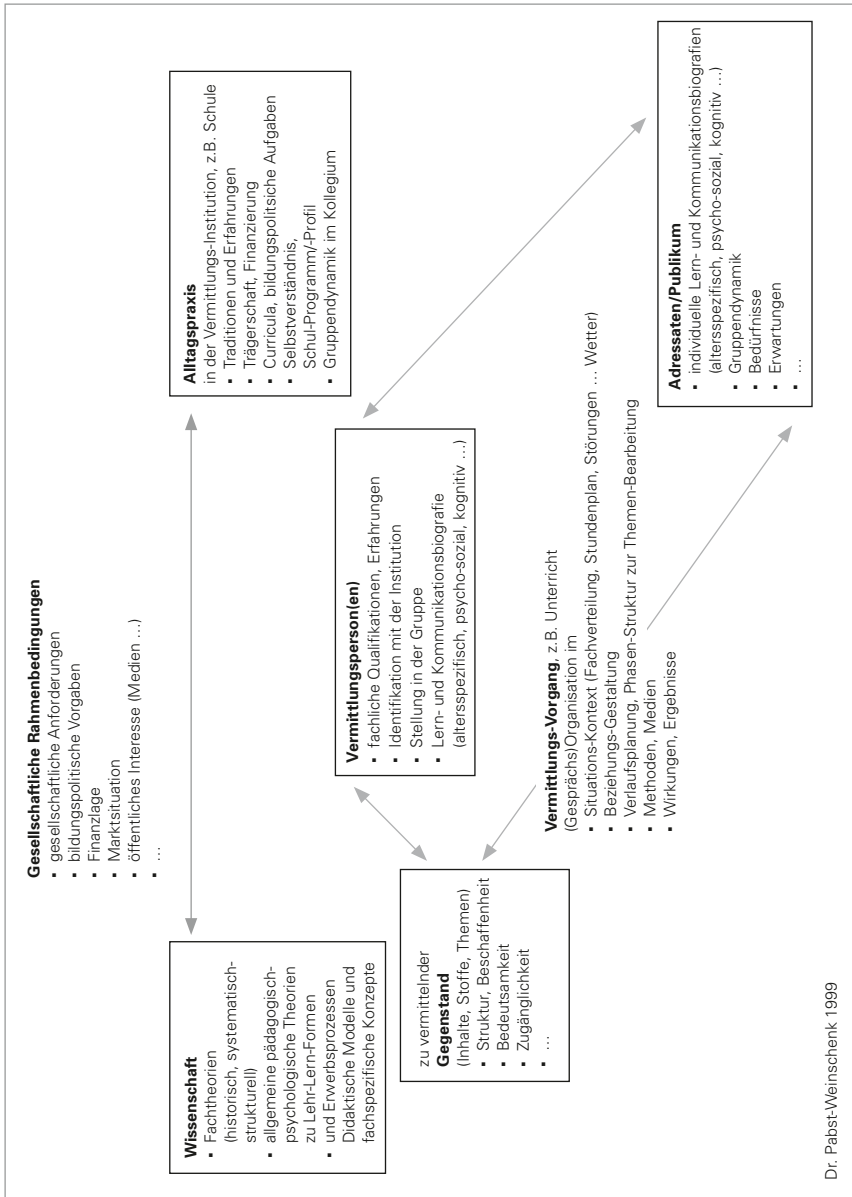 Gesellschaftliche Rahmenbedingungen
▪ gesellschaftliche Anforderungen
▪ bildungspolitische Vorgaben
▪ Finanzlage
▪ Marktsituation
▪ öffentliches Interesse (Medien …)
▪ …
Wissenschaft
▪ Fachtheorien
(historisch, systematisch-
strukturell)
▪ allgemeine pädagogisch-
psychologische Theorien
zu Lehr-Lern-Formen
▪ und Erwerbsprozessen
Didaktische Modelle und
fachspezifische Konzepte
Alltagspraxis
in der Vermittlungs-Institution, z.B. Schule
▪ Traditionen und Erfahrungen
▪ Trägerschaft, Finanzierung
▪ Curricula, bildungspolitsiche Aufgaben
▪ Selbstverständnis,
Schul-Programm/-Profil
▪ Gruppendynamik im Kollegium
Vermittlungsperson(en)
▪ fachliche Qualifikationen, Erfahrungen
▪ Identifikation mit der Institution
▪ Stellung in der Gruppe
▪ Lern- und Kommunikationsbiografie
(altersspezifisch, psycho-sozial, kognitiv …)
zu vermittelnder
Gegenstand
(Inhalte, Stoffe, Themen)
▪ Struktur, Beschaffenheit
▪ Bedeutsamkeit
▪ Zugänglichkeit
▪ …
Vermittlungs-Vorgang, z.B. Unterricht
(Gesprächs)Organisation im
▪ Situations-Kontext (Fachverteilung, Stundenplan, Störungen … Wetter)
▪ Beziehungs-Gestaltung
▪ Verlaufsplanung, Phasen-Struktur zur Themen-Bearbeitung
▪ Methoden, Medien
▪ Wirkungen, Ergebnisse
Adressaten/Publikum
▪ individuelle Lern- und Kommunikationsbiografien
(altersspezifisch, psycho-sozial, kognitiv …)
▪ Gruppendynamik
▪ Bedürfnisse
▪ Erwartungen
▪ …
Dr. Pabst-Weinschenk 1999